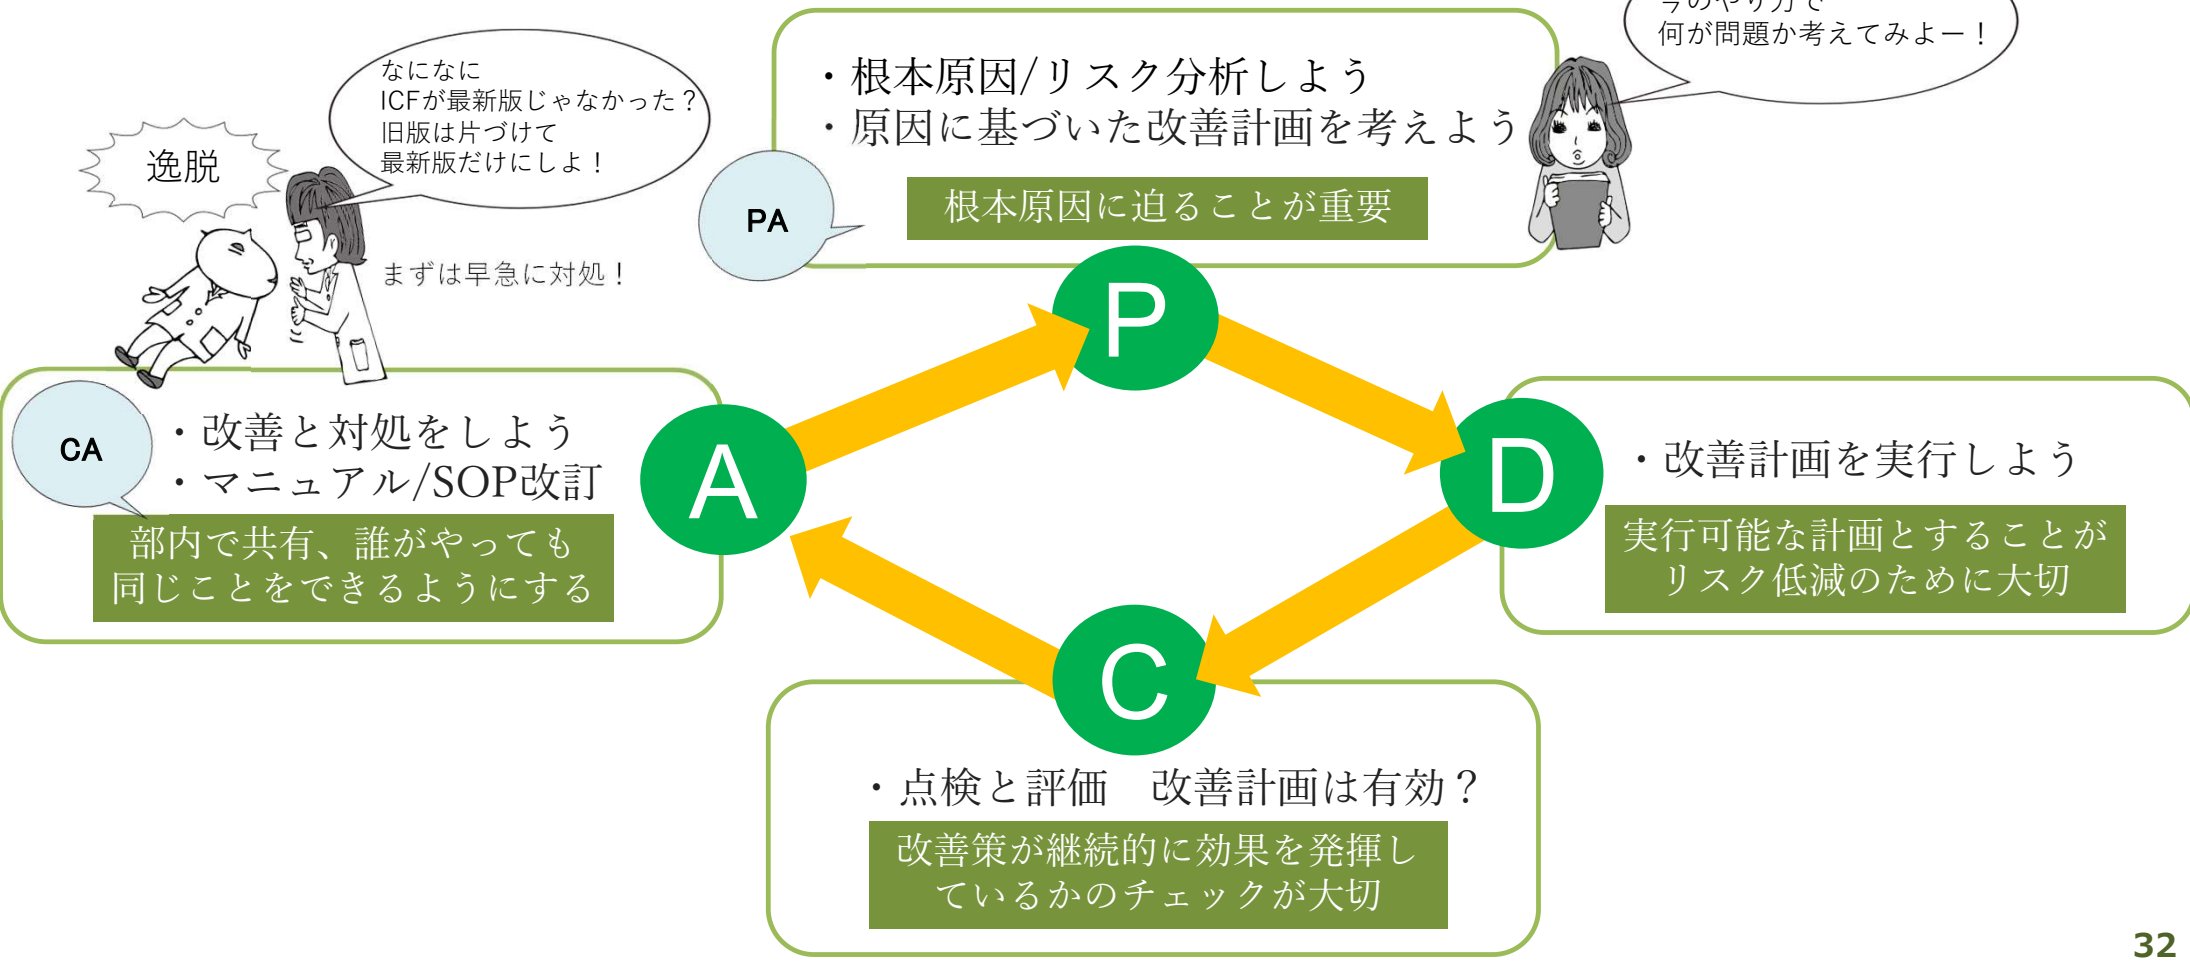 今のやり方で
何が問題か考えてみよー！
なになに
ICFが最新版じゃなかった？
旧版は片づけて
最新版だけにしよ！
逸脱
まずは早急に対処！
・根本原因/リスク分析しよう
・原因に基づいた改善計画を考えよう
PA
根本原因に迫ることが重要
P
CA
・改善と対処をしよう
・マニュアル/SOP改訂
部内で共有、誰がやっても
同じことをできるようにする
A
D
・改善計画を実行しよう
実行可能な計画とすることが
リスク低減のために大切
C
・点検と評価　改善計画は有効？
改善策が継続的に効果を発揮し
ているかのチェックが大切
32